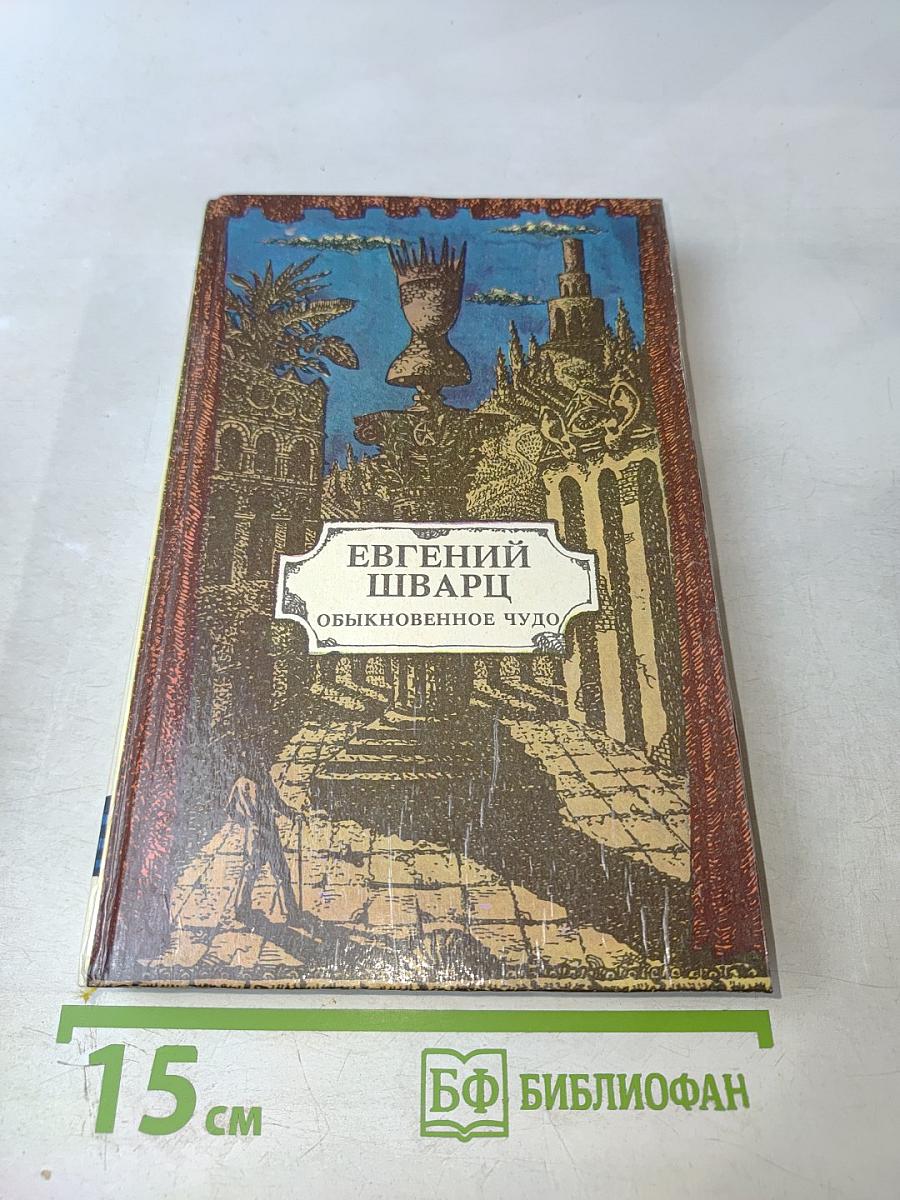 ЕВГЕНИЙ
ШВАРЦ
ОБЫКНОВЕННОЕ ЧУДО
15 см
БФ БИБЛИОФАН